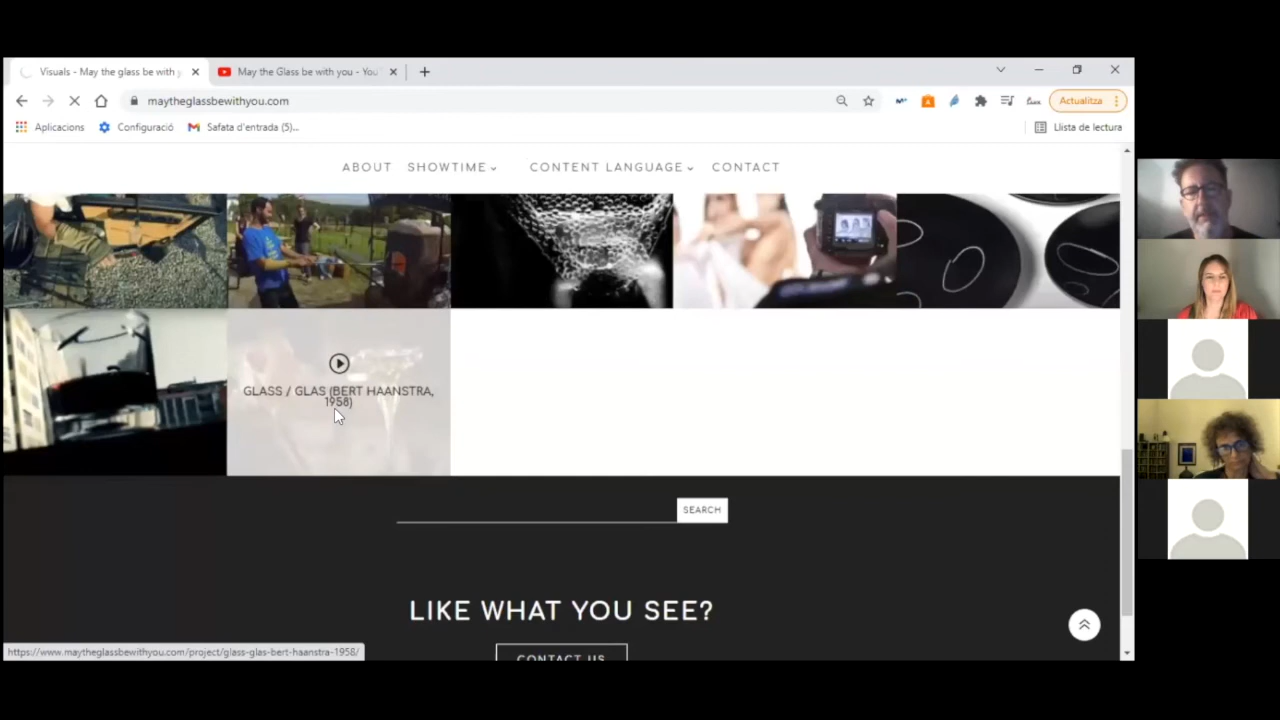 Visuals - May the glass be with y
May the Glass be with you - You
maytheglassbewithyou.com
Actualitza
Aplicacions
Configuració
Safata d'entrada (5)...
Llista de lectura
ABOUT
SHOWTIME
CONTENT LANGUAGE
CONTACT
GLASS / GLAS (BERT HAANSTRA,
1958)
SEARCH
LIKE WHAT YOU SEE?
CONTACT US
https://www.maytheglassbewithyou.com/project/glass-glas-bert-haanstra-1958/